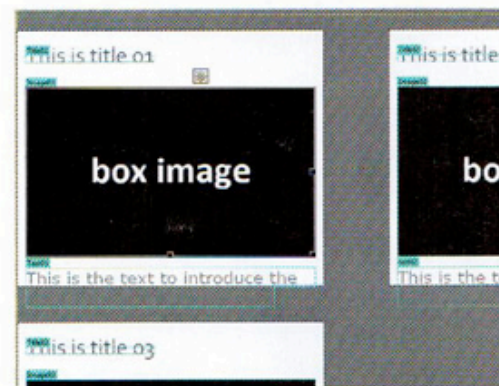 This is title 01
box image
This is the text to introduce the
This is title
bo
This is the t
This is title 03